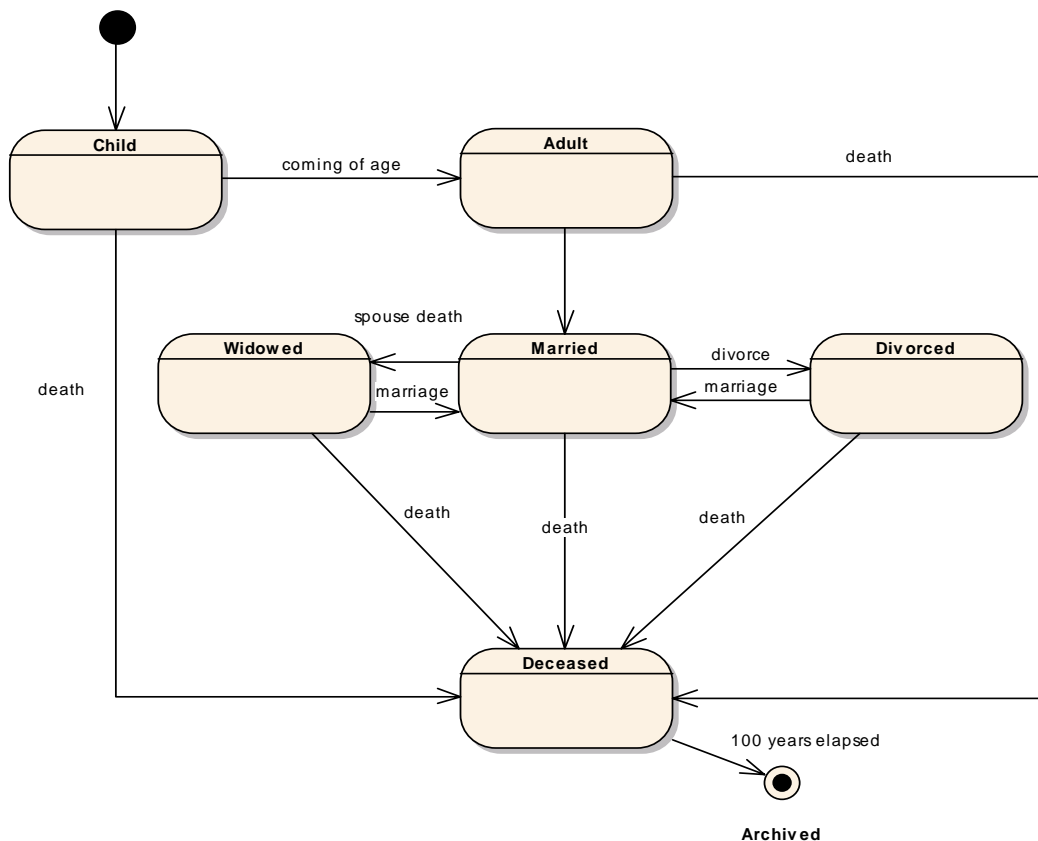 Child
Adult
coming of age
death
spouse death
Widowed
Married
Divorced
divorce
marriage
marriage
death
death
death
death
Deceased
100 years elapsed
Archived